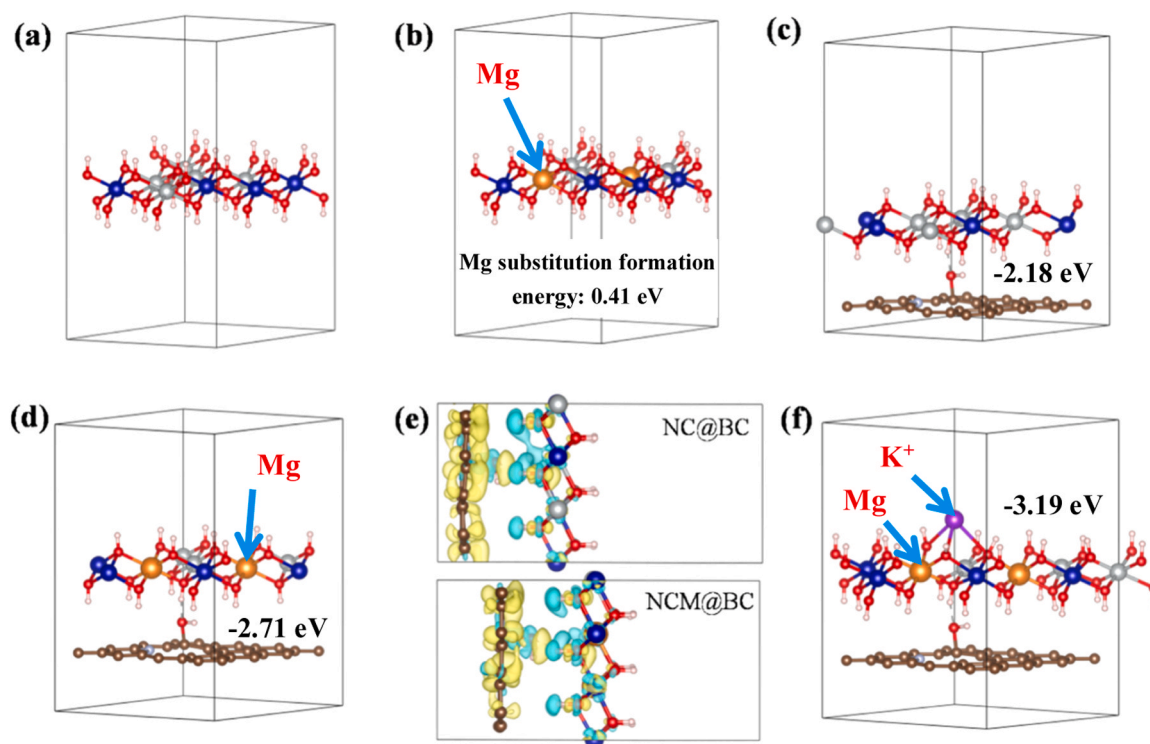 (a)
(b)
Mg
Mg substitution formation
energy: 0.41 eV
(c)
-2.18 eV
(d)
Mg
-2.71 eV
(e)
NC@BC
NCM@BC
(f)
K⁺
Mg
-3.19 eV